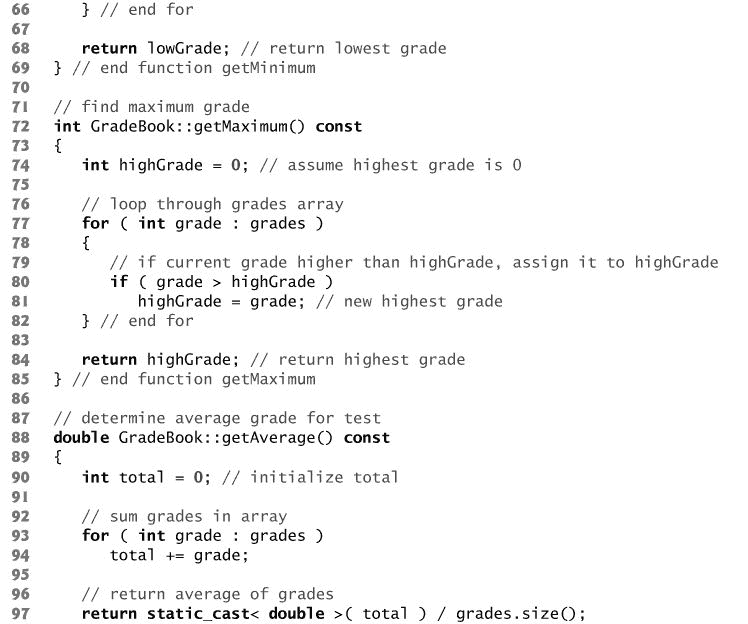 66 } // end for
67
68 return lowGrade; // return lowest grade
69 } // end function getMinimum
70
71 // find maximum grade
72 int GradeBook::getMaximum() const
73 {
74 int highGrade = 0; // assume highest grade is 0
75
76 // loop through grades array
77 for ( int grade : grades )
78 {
79 // if current grade higher than highGrade, assign it to highGrade
80 if ( grade > highGrade )
81 highGrade = grade; // new highest grade
82 } // end for
83
84 return highGrade; // return highest grade
85 } // end function getMaximum
86
87 // determine average grade for test
88 double GradeBook::getAverage() const
89 {
90 int total = 0; // initialize total
91
92 // sum grades in array
93 for ( int grade : grades )
94 total += grade;
95
96 // return average of grades
97 return static_cast< double >( total ) / grades.size();